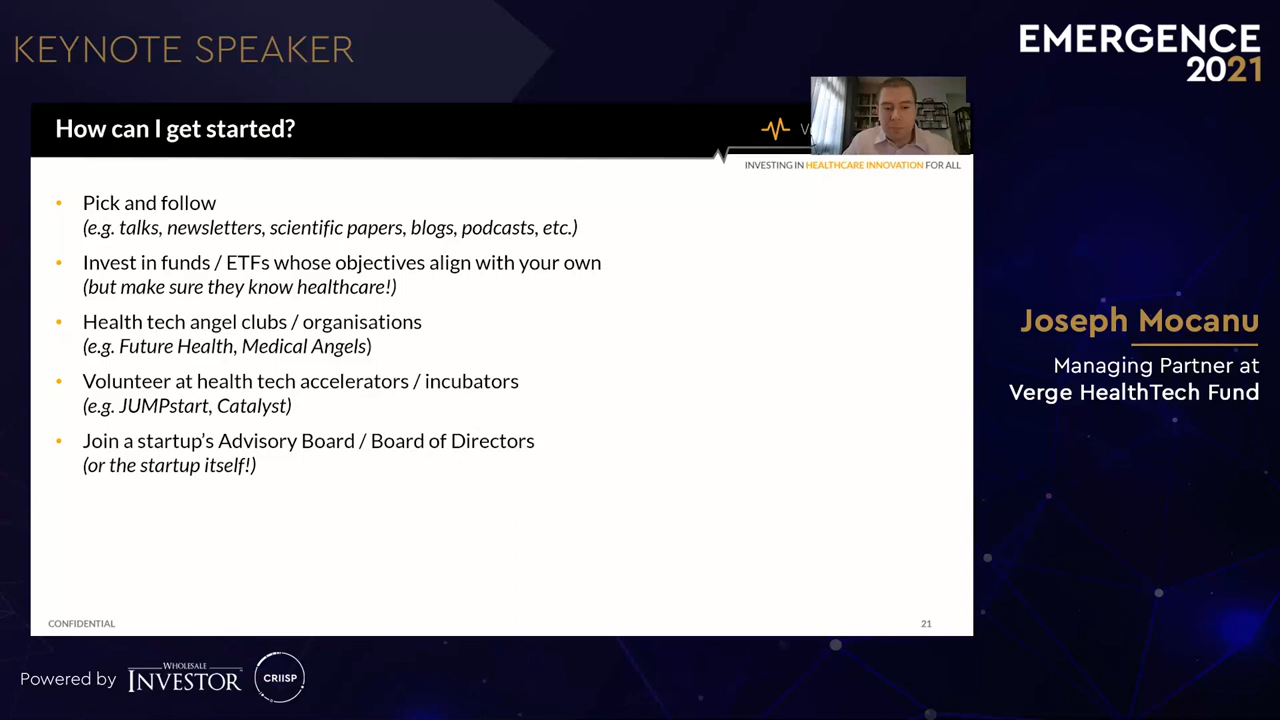 KEYNOTE SPEAKER
EMERGENCE
2021
How can I get started?
INVESTING IN HEALTHCARE INNOVATION FOR ALL
• Pick and follow
(e.g. talks, newsletters, scientific papers, blogs, podcasts, etc.)
• Invest in funds / ETFs whose objectives align with your own
(but make sure they know healthcare!)
• Health tech angel clubs / organisations
(e.g. Future Health, Medical Angels)
• Volunteer at health tech accelerators / incubators
(e.g. JUMPstart, Catalyst)
• Join a startup's Advisory Board / Board of Directors
(or the startup itself!)
CONFIDENTIAL
21
Joseph Mocanu
Managing Partner at
Verge HealthTech Fund
Powered by
WHOLESALE
INVESTOR
CRIISP